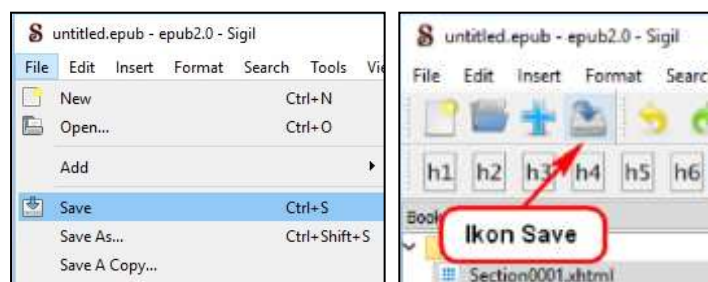 untitled.epub - epub2.0 - Sigil
File Edit Insert Format Search Tools
New Ctrl+N
Open... Ctrl+O
Add
Save Ctrl+S
Save As... Ctrl+Shift+S
Save A Copy...
untitled.epub - epub2.0 - Sigil
File Edit Insert Format
h1 h2 h3 h4 h5 h6
Ikon Save
Section0001.xhtml